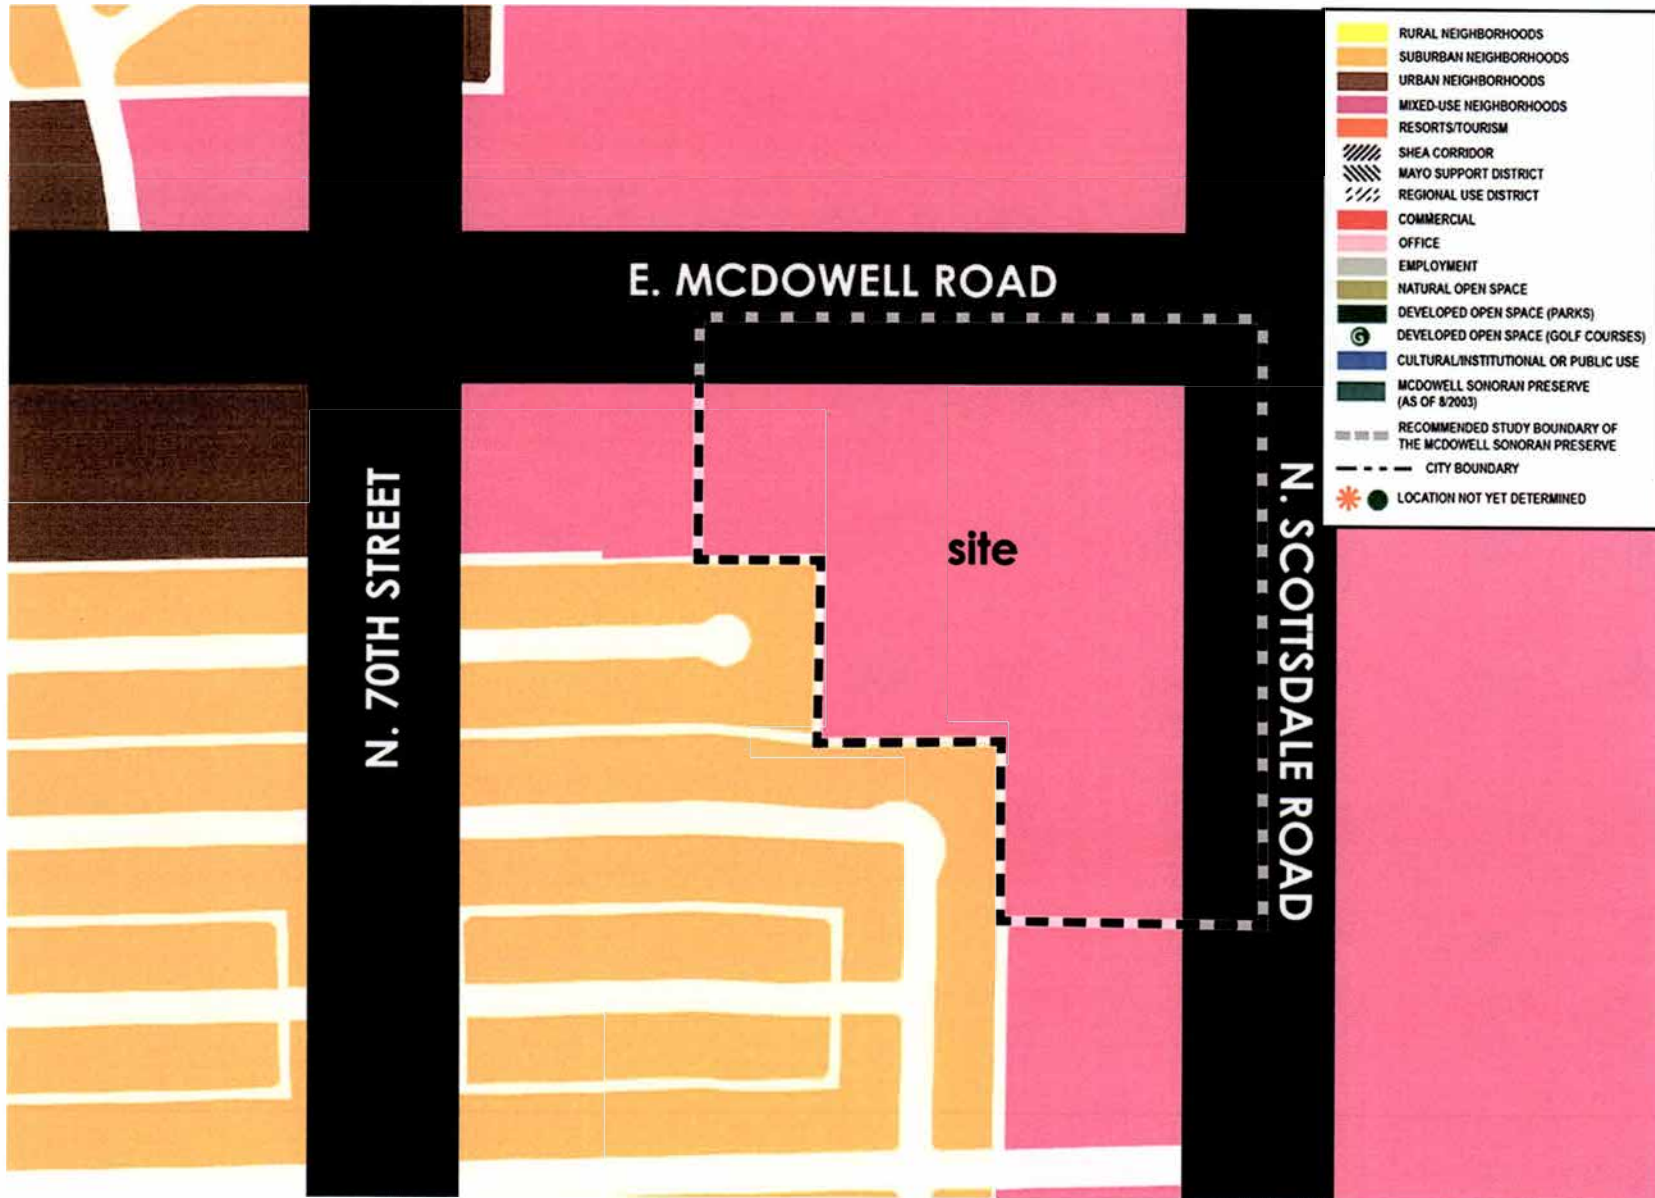 RURAL NEIGHBORHOODS
SUBURBAN NEIGHBORHOODS
URBAN NEIGHBORHOODS
MIXED-USE NEIGHBORHOODS
RESORTS/TOURISM
SHEA CORRIDOR
MAYO SUPPORT DISTRICT
REGIONAL USE DISTRICT
COMMERCIAL
OFFICE
EMPLOYMENT
NATURAL OPEN SPACE
DEVELOPED OPEN SPACE (PARKS)
G DEVELOPED OPEN SPACE (GOLF COURSES)
CULTURAL/INSTITUTIONAL OR PUBLIC USE
MCDOWELL SONORAN PRESERVE
(AS OF 8/2003)
RECOMMENDED STUDY BOUNDARY OF
THE MCDOWELL SONORAN PRESERVE
CITY BOUNDARY
LOCATION NOT YET DETERMINED
E. MCDOWELL ROAD
N. 70TH STREET
site
N. SCOTTSDALE ROAD